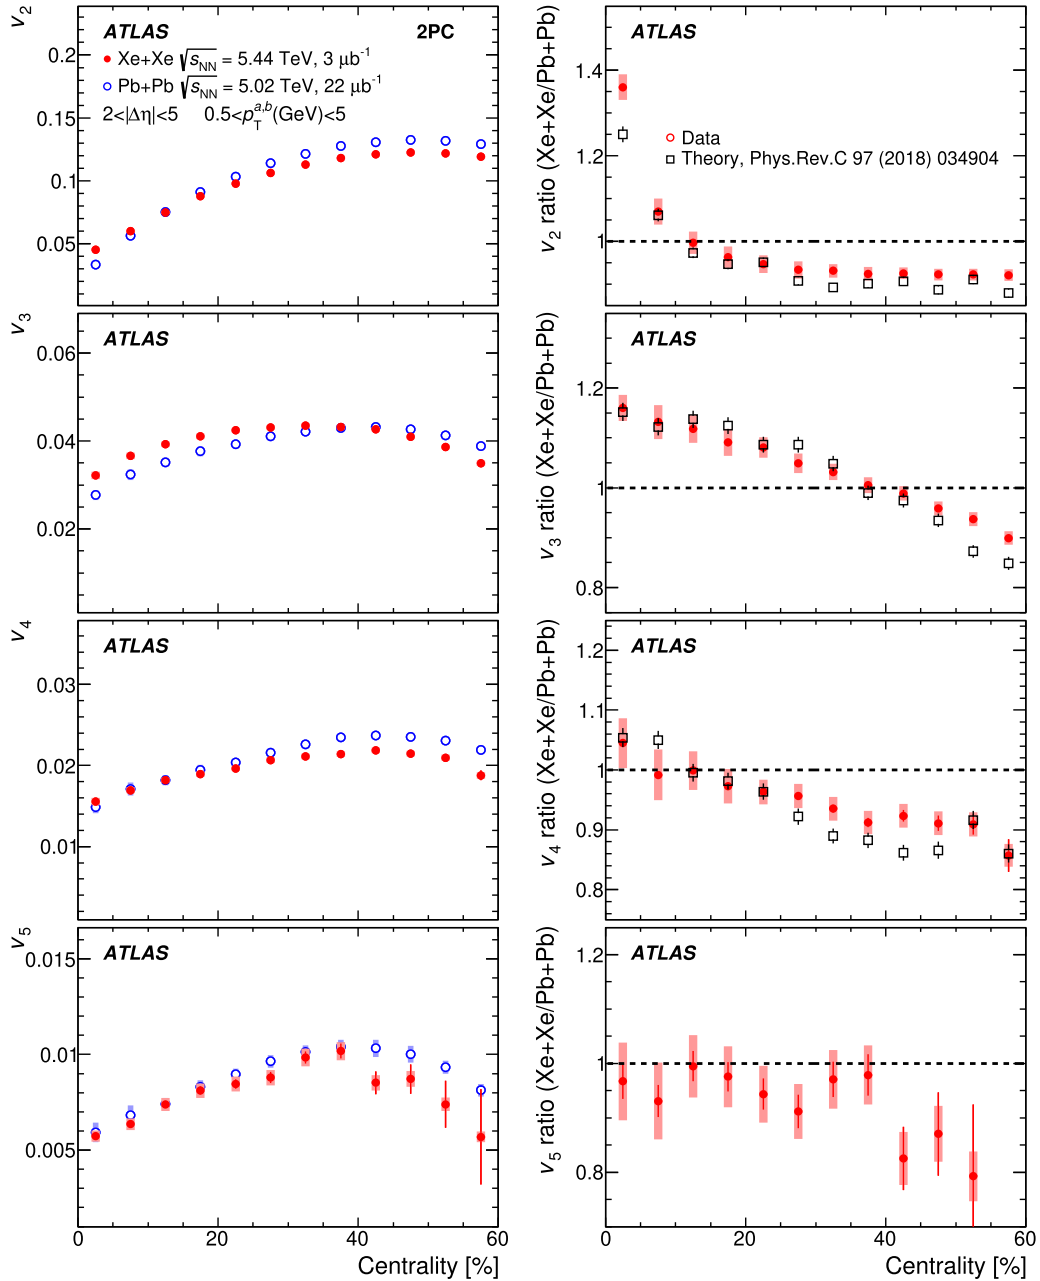 v2
ATLAS
2PC
Xe+Xe √sNN = 5.44 TeV, 3 μb-1
Pb+Pb √sNN = 5.02 TeV, 22 μb-1
2<|Δη|<5 0.5<pTa,b(GeV)<5
0.2
0.15
0.1
0.05
v2 ratio (Xe+Xe/Pb+Pb)
ATLAS
Data
Theory, Phys.Rev.C 97 (2018) 034904
1.4
1.2
1
v3
ATLAS
0.06
0.04
0.02
v3 ratio (Xe+Xe/Pb+Pb)
ATLAS
1.2
1
0.8
v4
ATLAS
0.03
0.02
0.01
v4 ratio (Xe+Xe/Pb+Pb)
ATLAS
1.2
1.1
1
0.9
0.8
v5
ATLAS
0.015
0.010
0.005
0 20 40 60
Centrality [%]
v5 ratio (Xe+Xe/Pb+Pb)
ATLAS
1.2
1
0.8
0 20 40 60
Centrality [%]